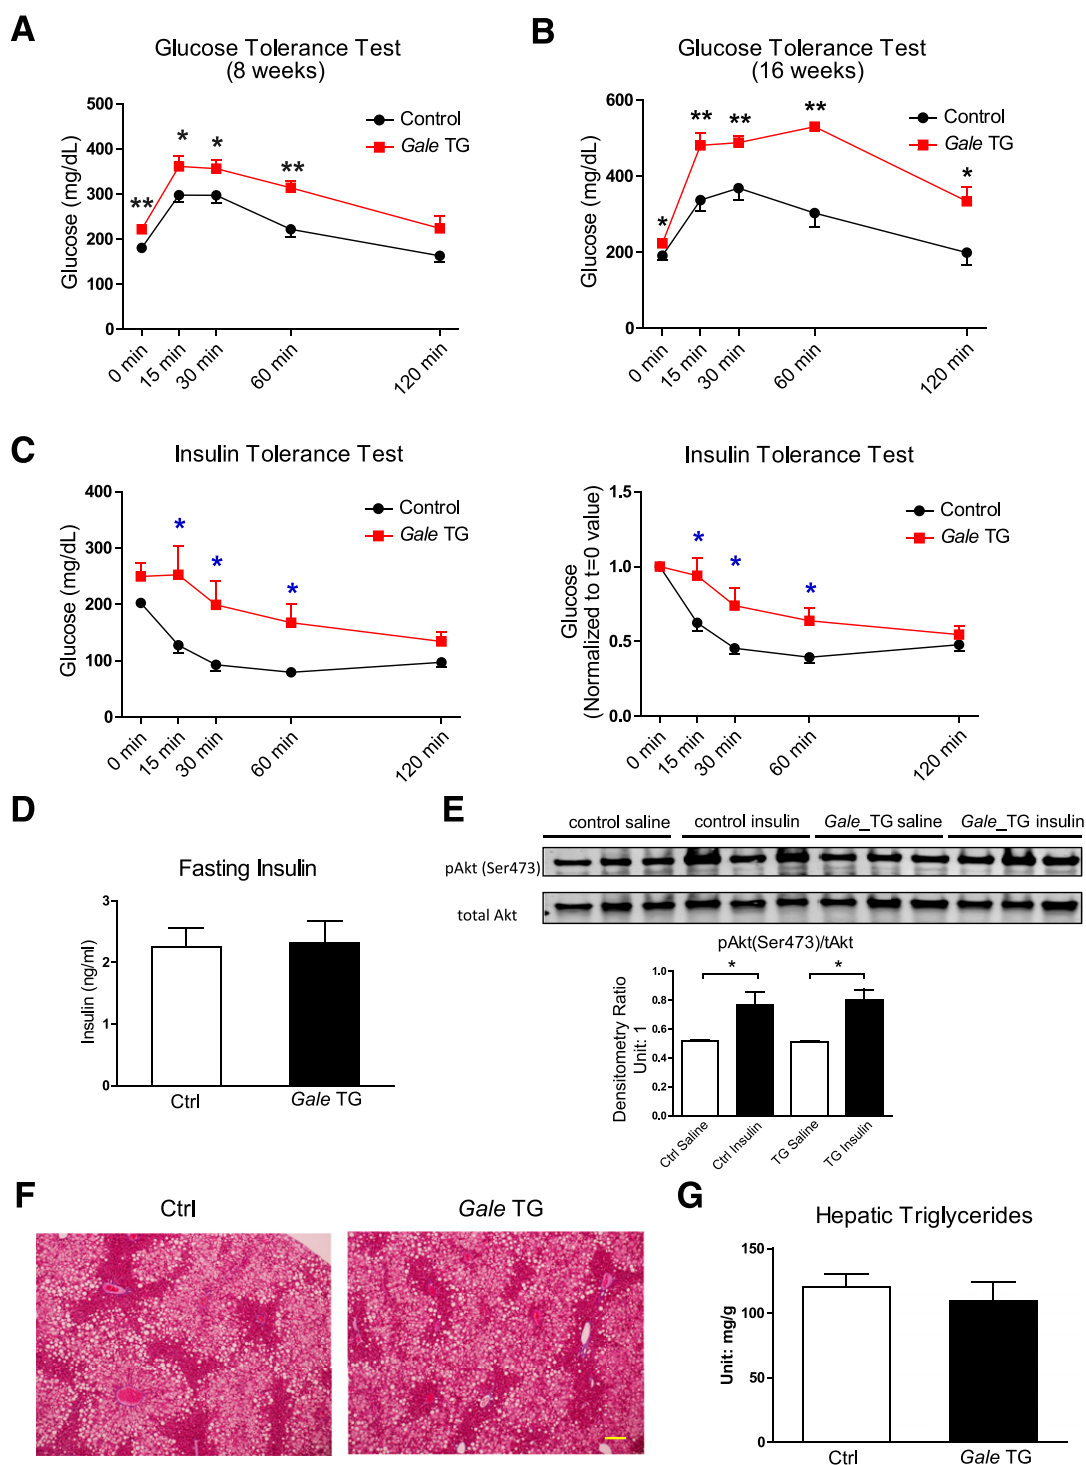 A
Glucose Tolerance Test
(8 weeks)
Glucose (mg/dL)
500
400
300
200
100
0
Control
Gale TG
**
*
*
**
0 min
15 min
30 min
60 min
120 min
B
Glucose Tolerance Test
(16 weeks)
Glucose (mg/dL)
600
400
200
0
Control
Gale TG
*
**
**
**
*
0 min
15 min
30 min
60 min
120 min
C
Insulin Tolerance Test
Glucose (mg/dL)
400
300
200
100
0
Control
Gale TG
*
*
*
0 min
15 min
30 min
60 min
120 min
Insulin Tolerance Test
Glucose
(Normalized to t=0 value)
1.5
1.0
0.5
0.0
Control
Gale TG
*
*
*
0 min
15 min
30 min
60 min
120 min
D
Fasting Insulin
Insulin (ng/ml)
3
2
1
0
Ctrl
Gale TG
E
control saline
control insulin
Gale_TG saline
Gale_TG insulin
pAkt (Ser473)
total Akt
pAkt(Ser473)/tAkt
Densitometry Ratio
Unit: 1
1.0
0.8
0.6
0.4
0.2
0.0
*
*
Ctrl Saline
Ctrl Insulin
TG Saline
TG Insulin
F
Ctrl
Gale TG
G
Hepatic Triglycerides
Unit: mg/g
150
100
50
0
Ctrl
Gale TG